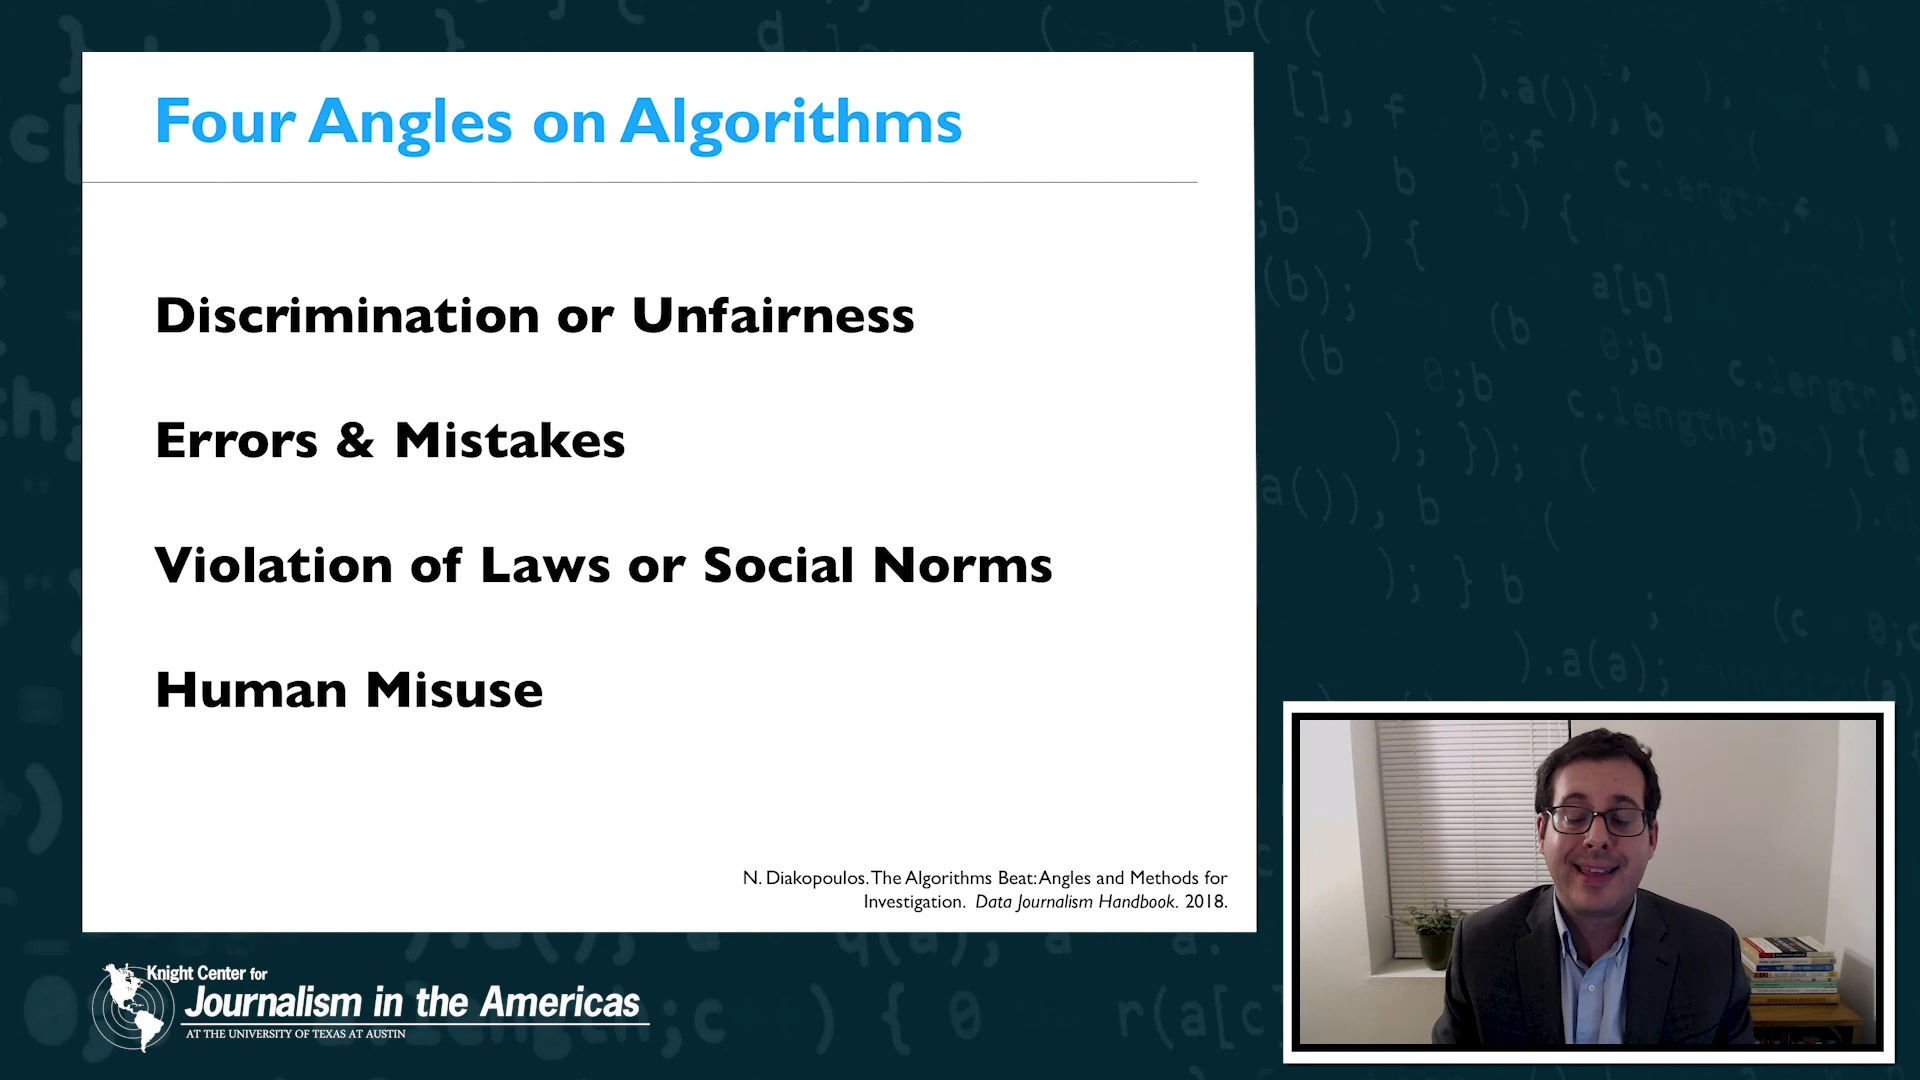 Four Angles on Algorithms
Discrimination or Unfairness
Errors & Mistakes
Violation of Laws or Social Norms
Human Misuse
N. Diakopoulos. The Algorithms Beat: Angles and Methods for
Investigation. Data Journalism Handbook. 2018.
Knight Center for
Journalism in the Americas
AT THE UNIVERSITY OF TEXAS AT AUSTIN